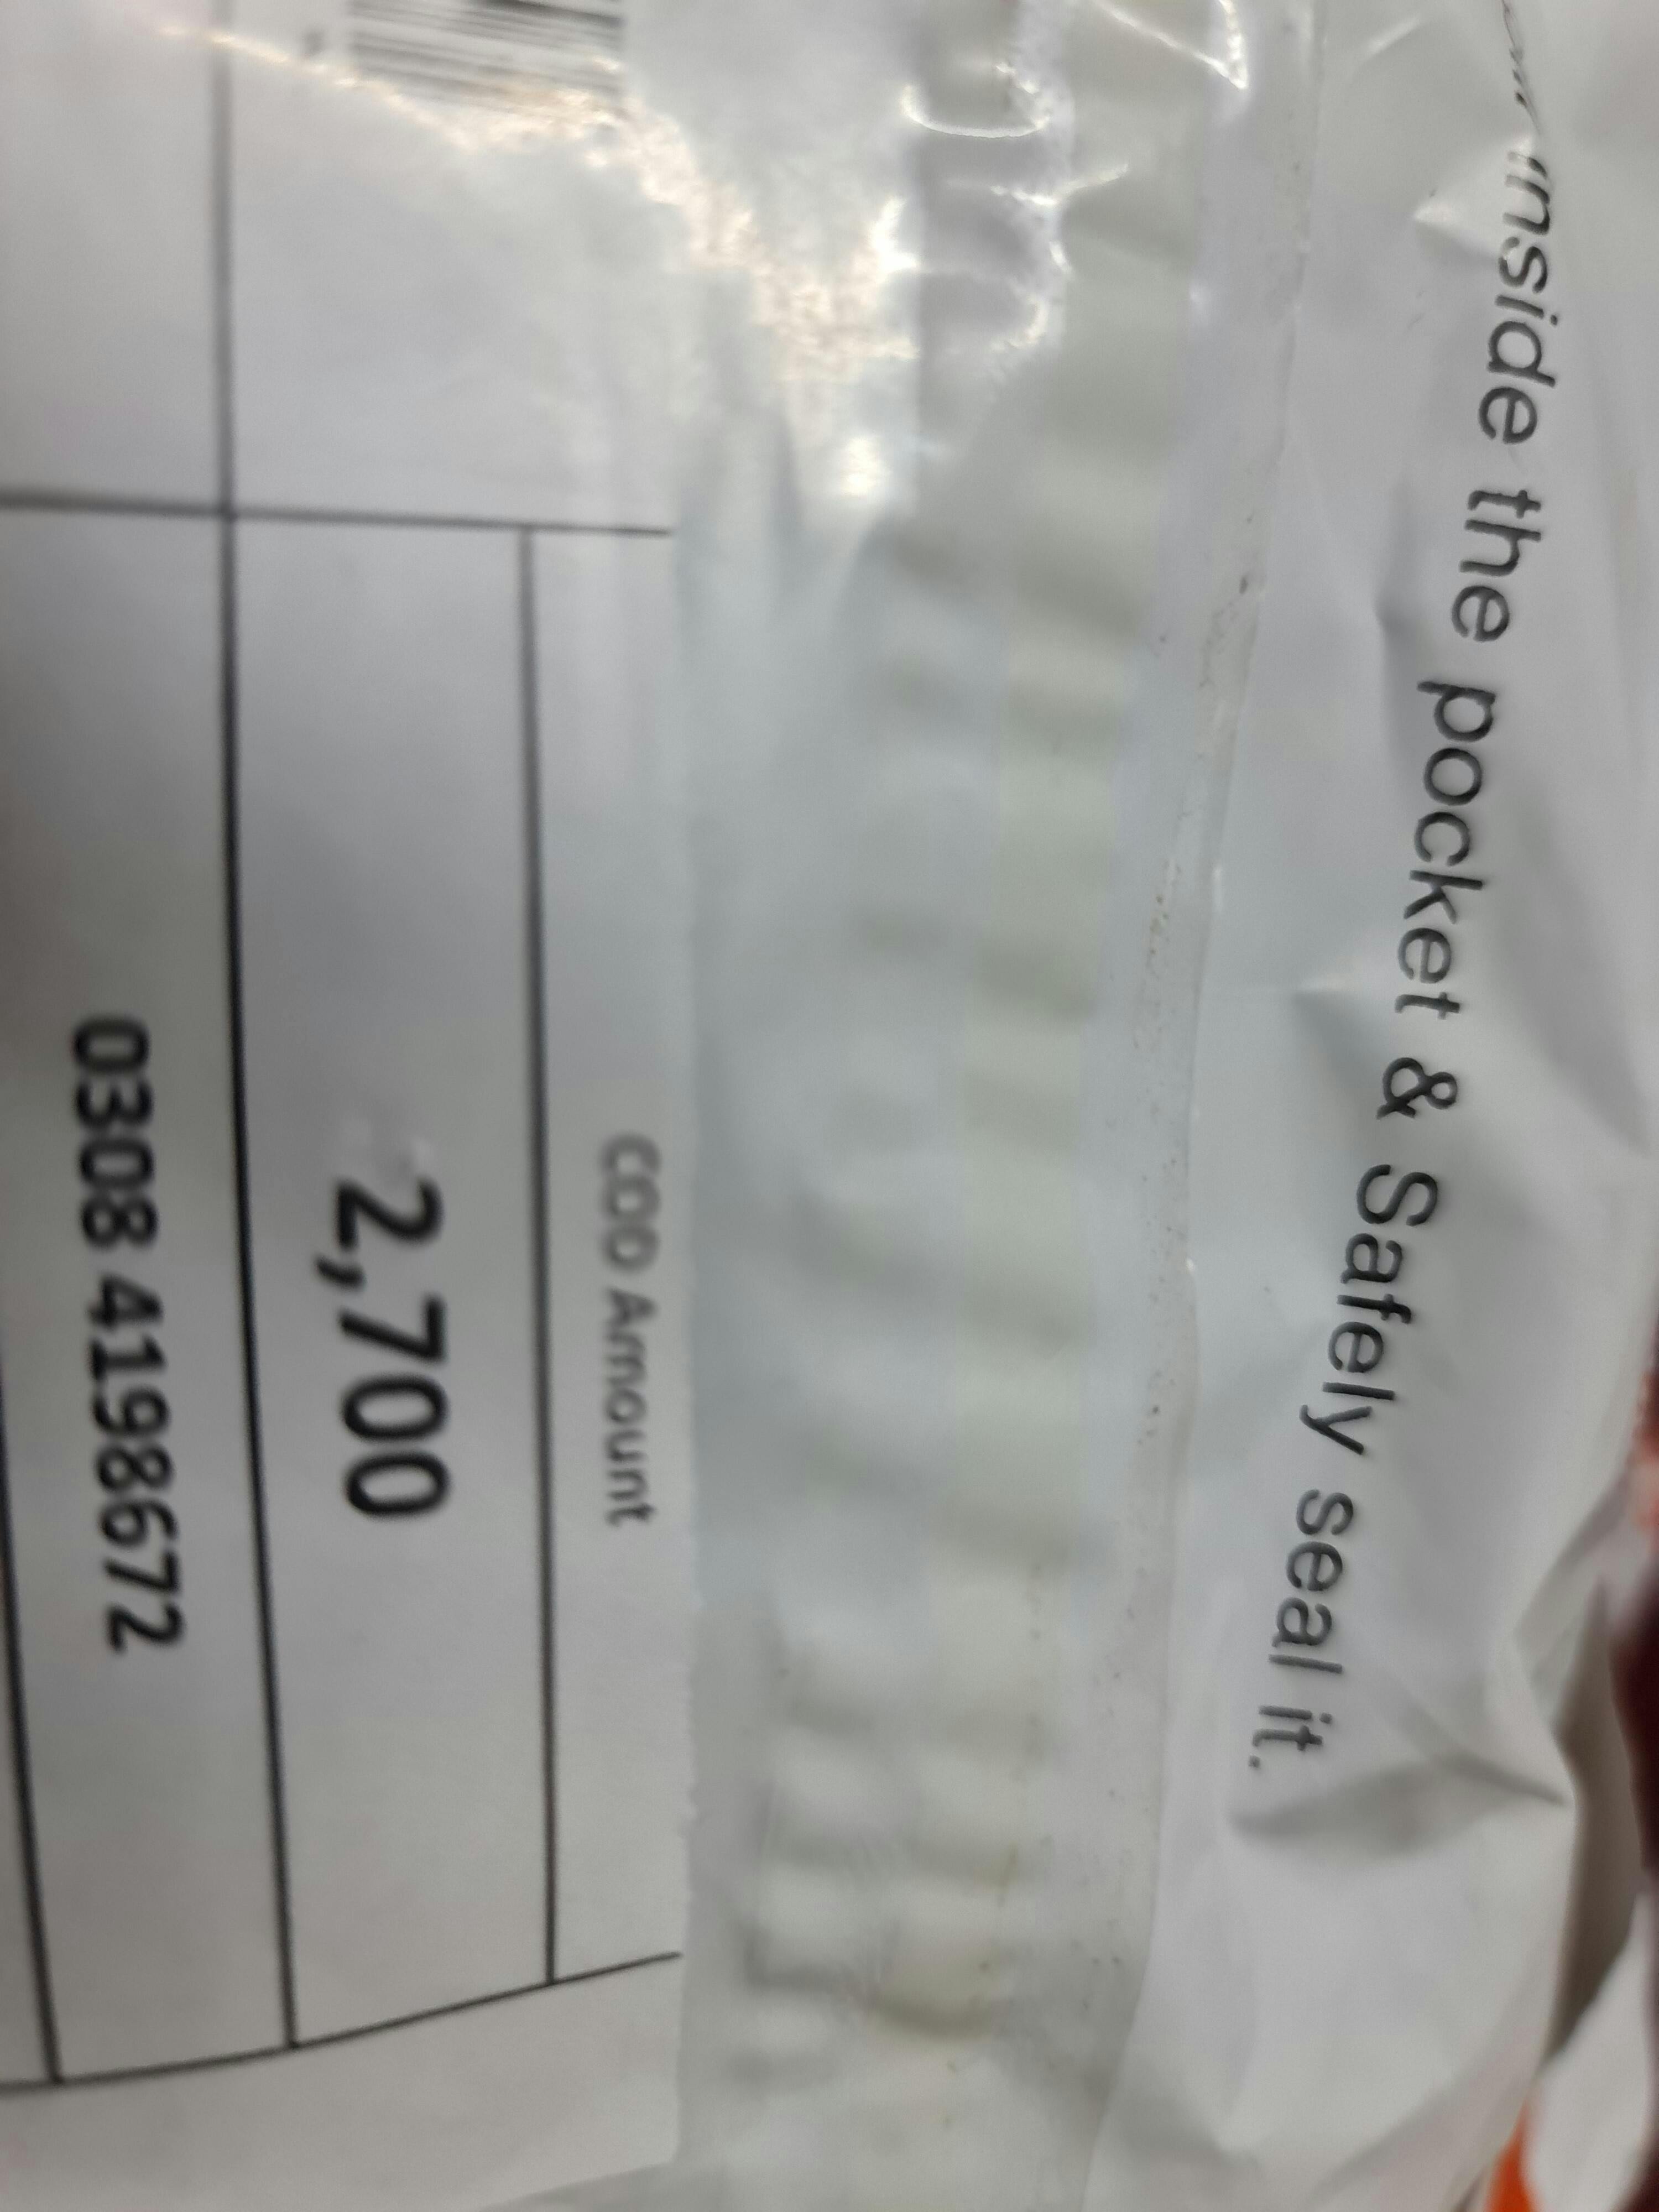 inside the pocket & Safely seal it.
COD Amount
2,700
0308 4198672